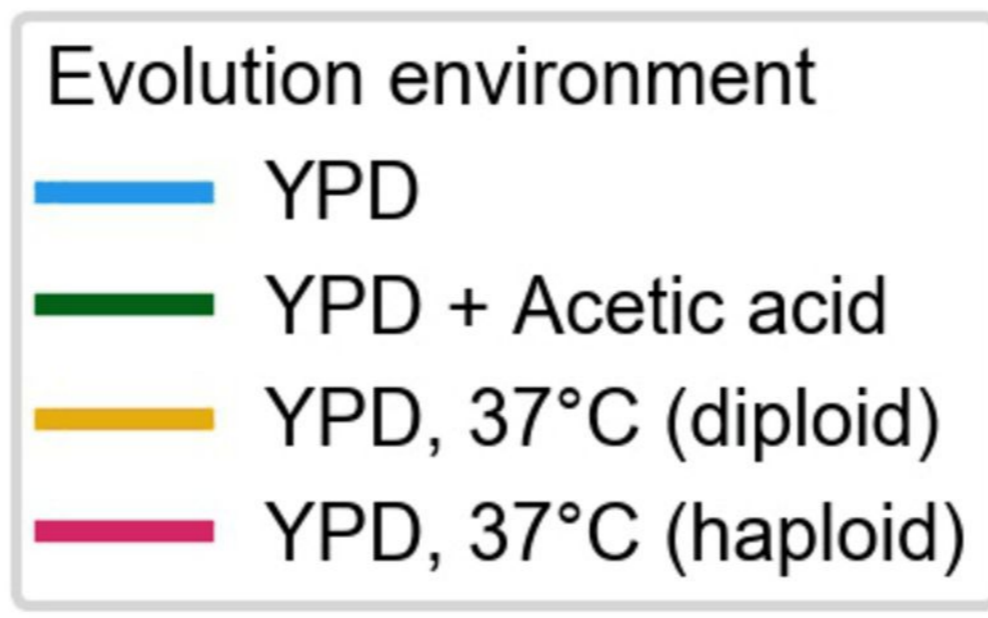 Evolution environment
YPD
YPD + Acetic acid
YPD, 37°C (diploid)
YPD, 37°C (haploid)